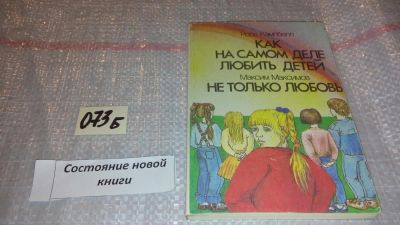 Росс Кэмпбелл
КАК
НА САМОМ ДЕЛЕ
ЛЮБИТЬ ДЕТЕЙ
Максим Максимов
НЕ ТОЛЬКО ЛЮБОВЬ
073Б
Состояние новой
книги